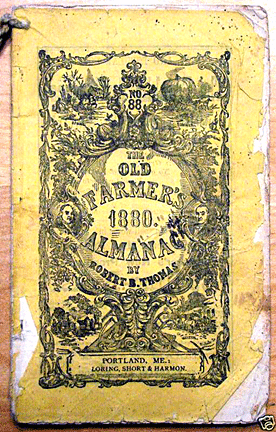 NO.
88.
THE
OLD
FARMER'S
1880.
ALMANAC
BY
ROBERT B. THOMAS
PORTLAND, ME.:
LORING, SHORT & HARMON.